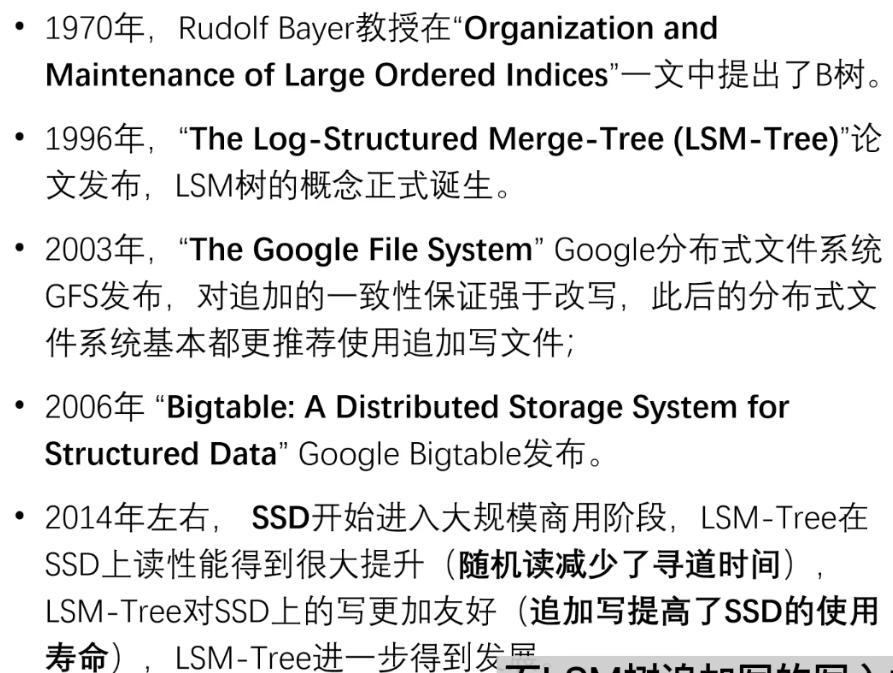 • 1970年，Rudolf Bayer教授在“Organization and
Maintenance of Large Ordered Indices”一文中提出了B树。
• 1996年，“The Log-Structured Merge-Tree (LSM-Tree)”论
文发布，LSM树的概念正式诞生。
• 2003年，“The Google File System” Google分布式文件系统
GFS发布，对追加的一致性保证强于改写，此后的分布式文
件系统基本都更推荐使用追加写文件；
• 2006年 “Bigtable: A Distributed Storage System for
Structured Data” Google Bigtable发布。
• 2014年左右， SSD开始进入大规模商用阶段，LSM-Tree在
SSD上读性能得到很大提升（随机读减少了寻道时间），
LSM-Tree对SSD上的写更加友好（追加写提高了SSD的使用
寿命），LSM-Tree进一步得到发展。